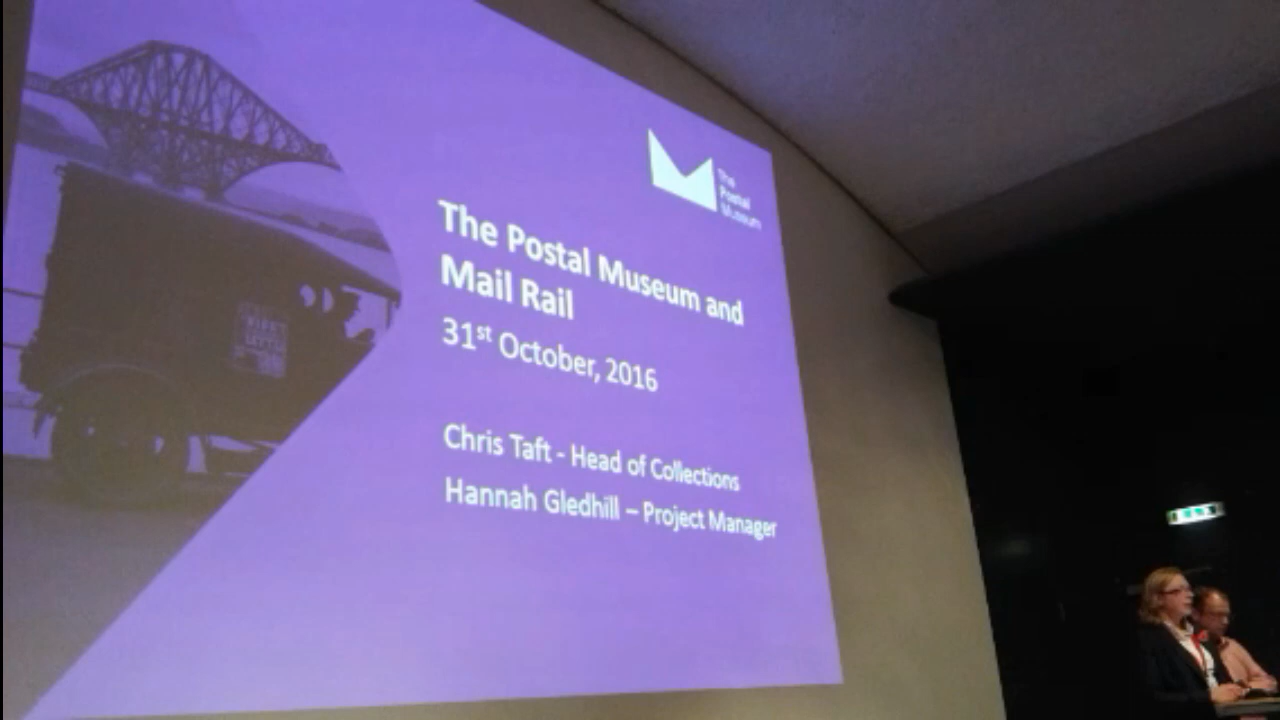 The
Postal
Museum
The Postal Museum and
Mail Rail
31st October, 2016
Chris Taft - Head of Collections
Hannah Gledhill – Project Manager